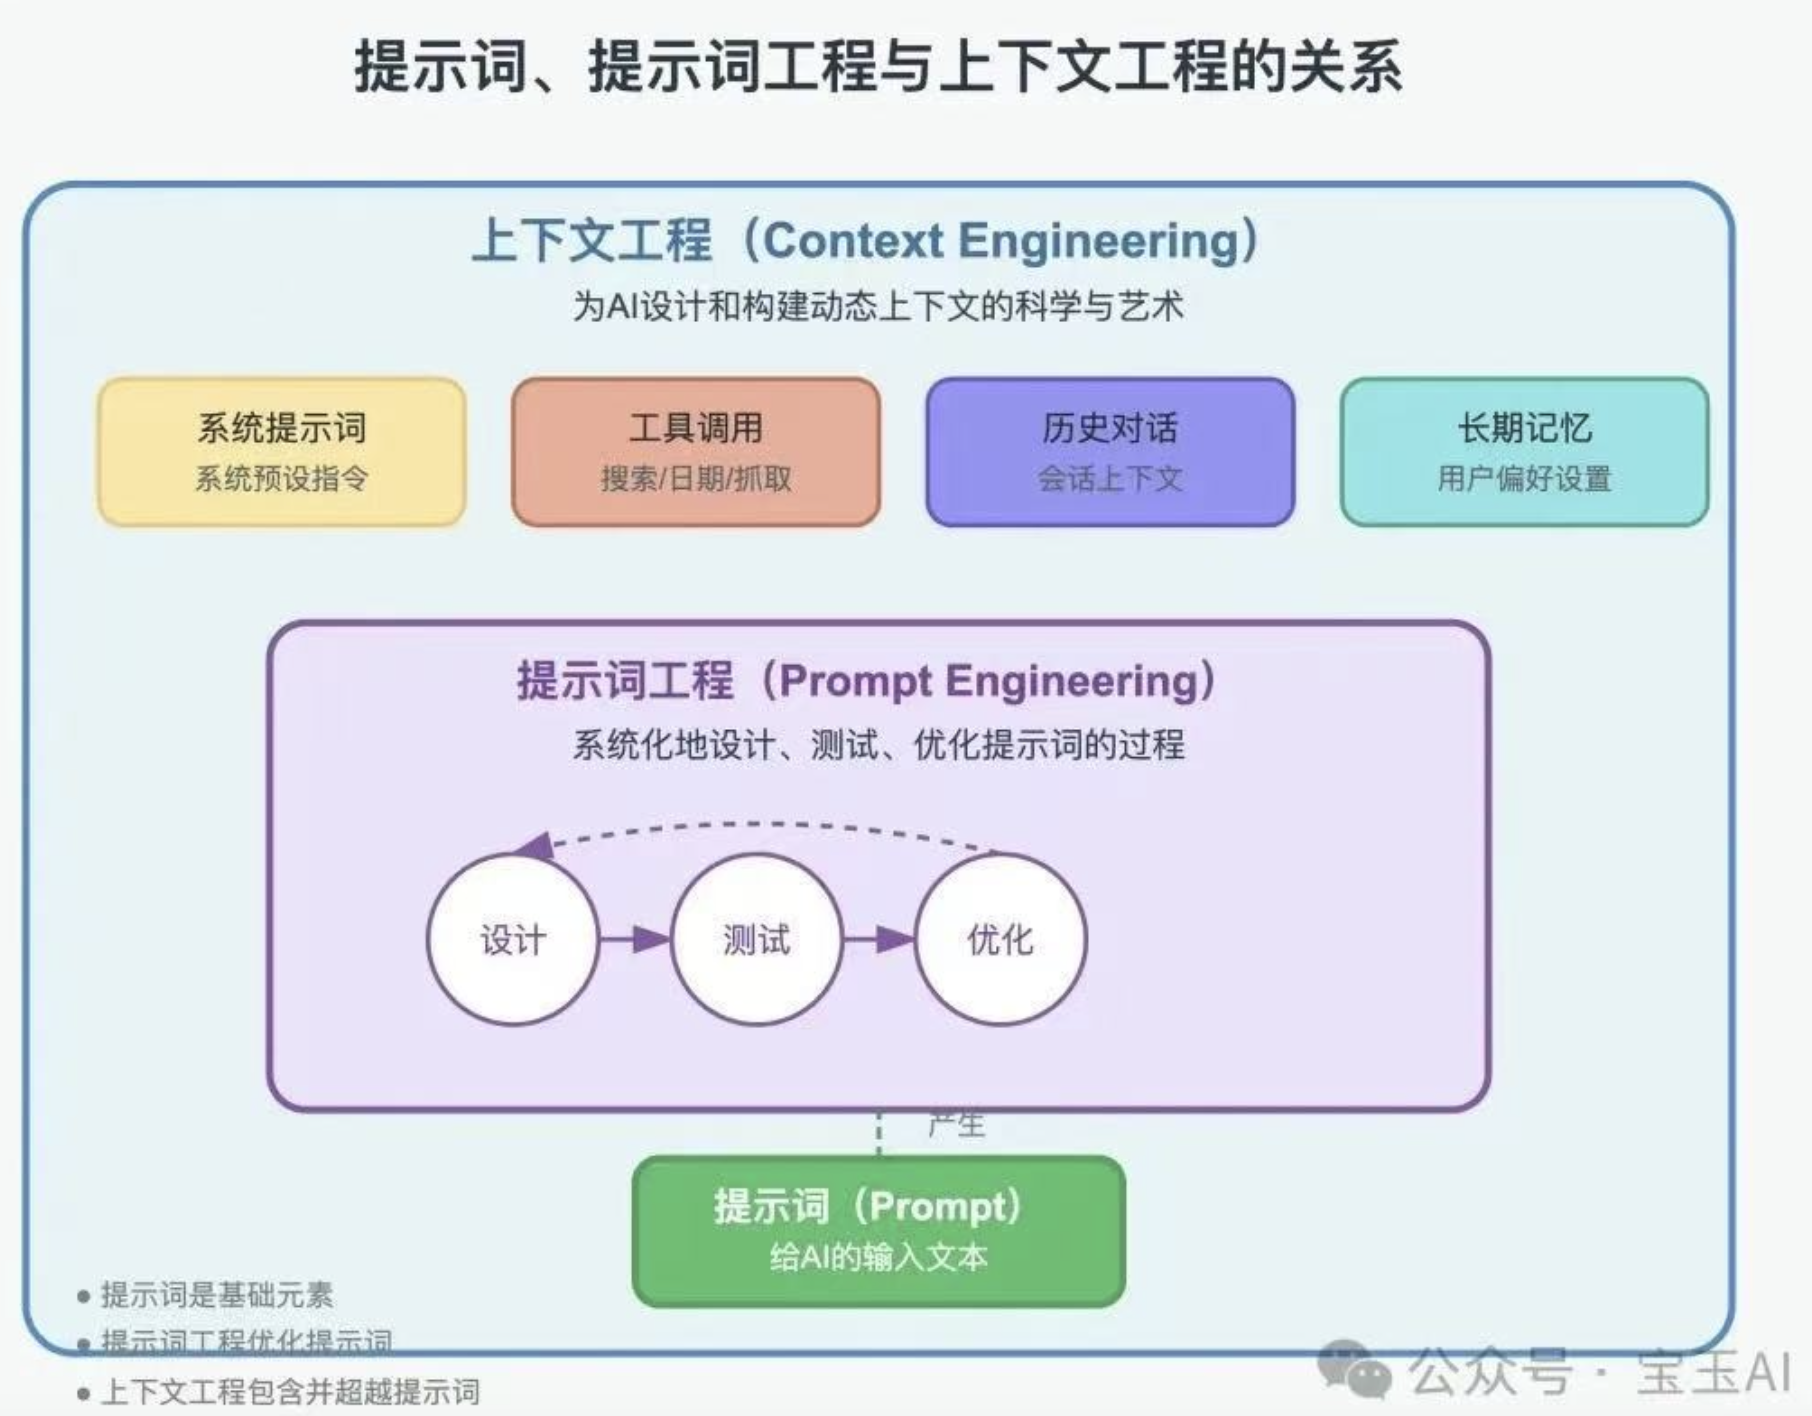 提示词、提示词工程与上下文工程的关系
上下文工程（Context Engineering）
为AI设计和构建动态上下文的科学与艺术
系统提示词
系统预设指令
工具调用
搜索/日期/抓取
历史对话
会话上下文
长期记忆
用户偏好设置
提示词工程（Prompt Engineering）
系统化地设计、测试、优化提示词的过程
设计
测试
优化
产生
提示词（Prompt）
给AI的输入文本
• 提示词是基础元素
• 提示词工程优化提示词
• 上下文工程包含并超越提示词
公众号 · 宝玉AI